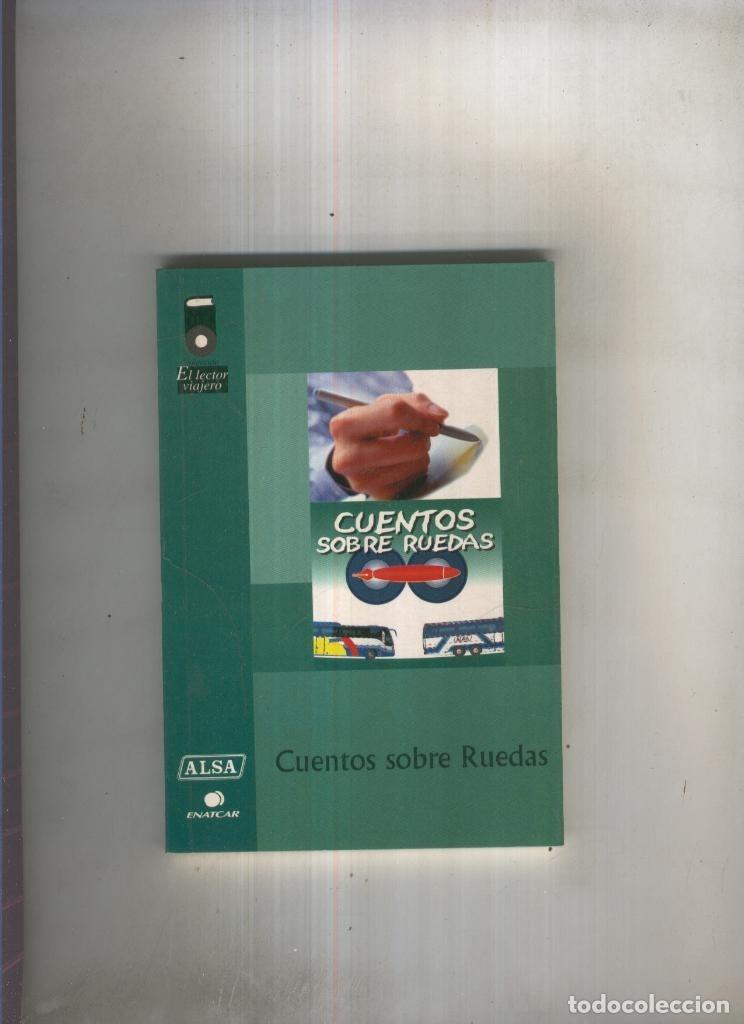 El lector
viajero
CUENTOS
SOBRE RUEDAS
ALSA
ENATCAR
Cuentos sobre Ruedas
todocoleccion